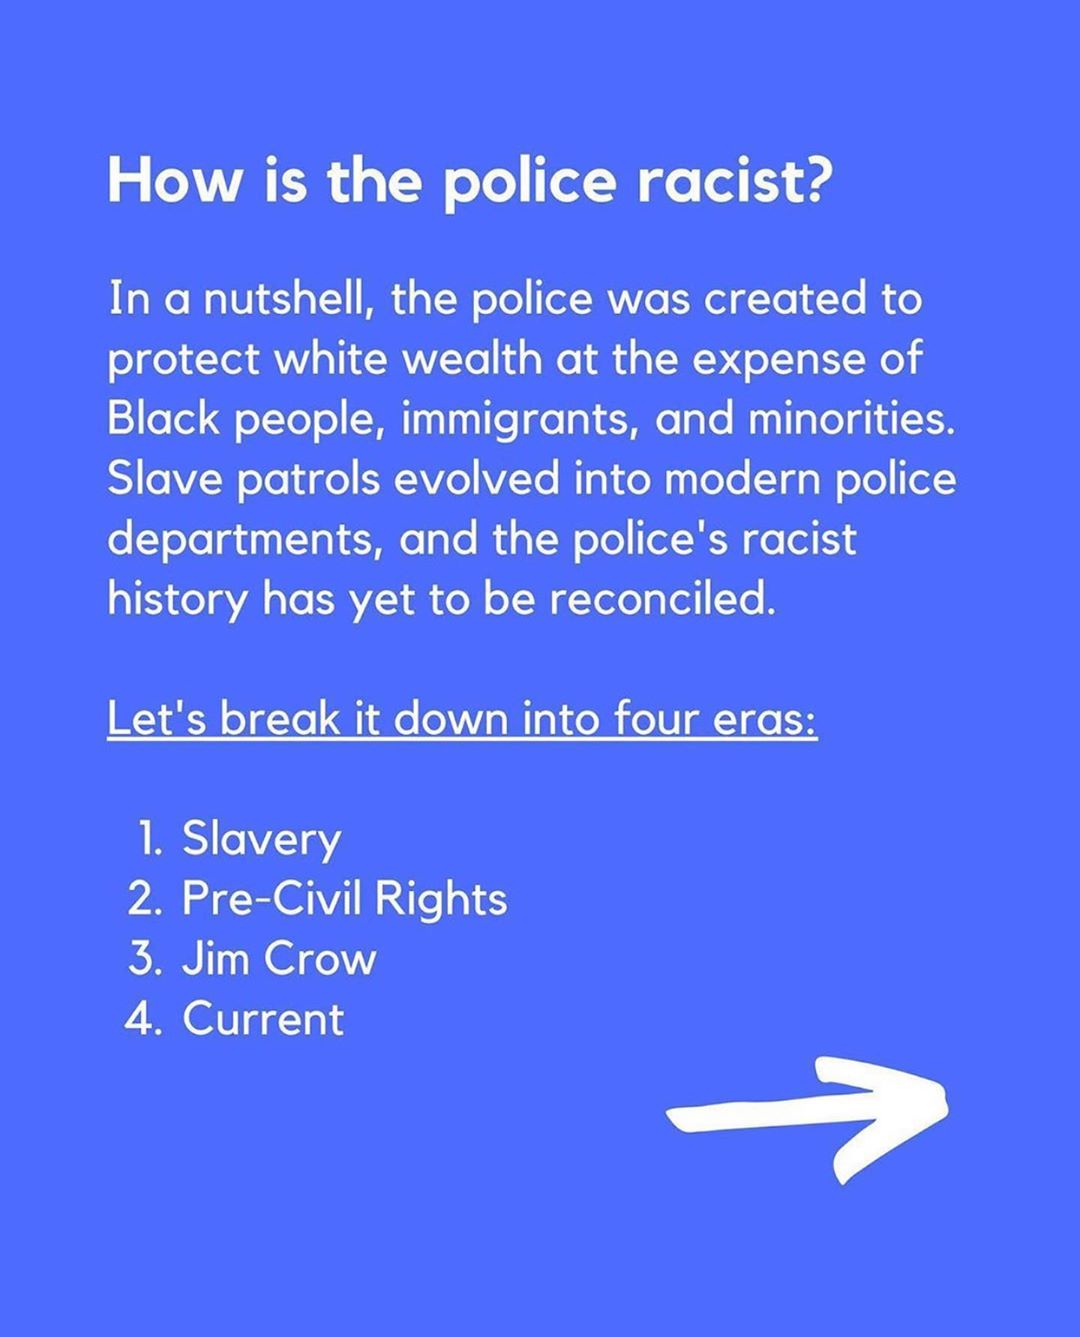 How is the police racist?
In a nutshell, the police was created to
protect white wealth at the expense of
Black people, immigrants, and minorities.
Slave patrols evolved into modern police
departments, and the police's racist
history has yet to be reconciled.
Let's break it down into four eras:
1. Slavery
2. Pre-Civil Rights
3. Jim Crow
4. Current